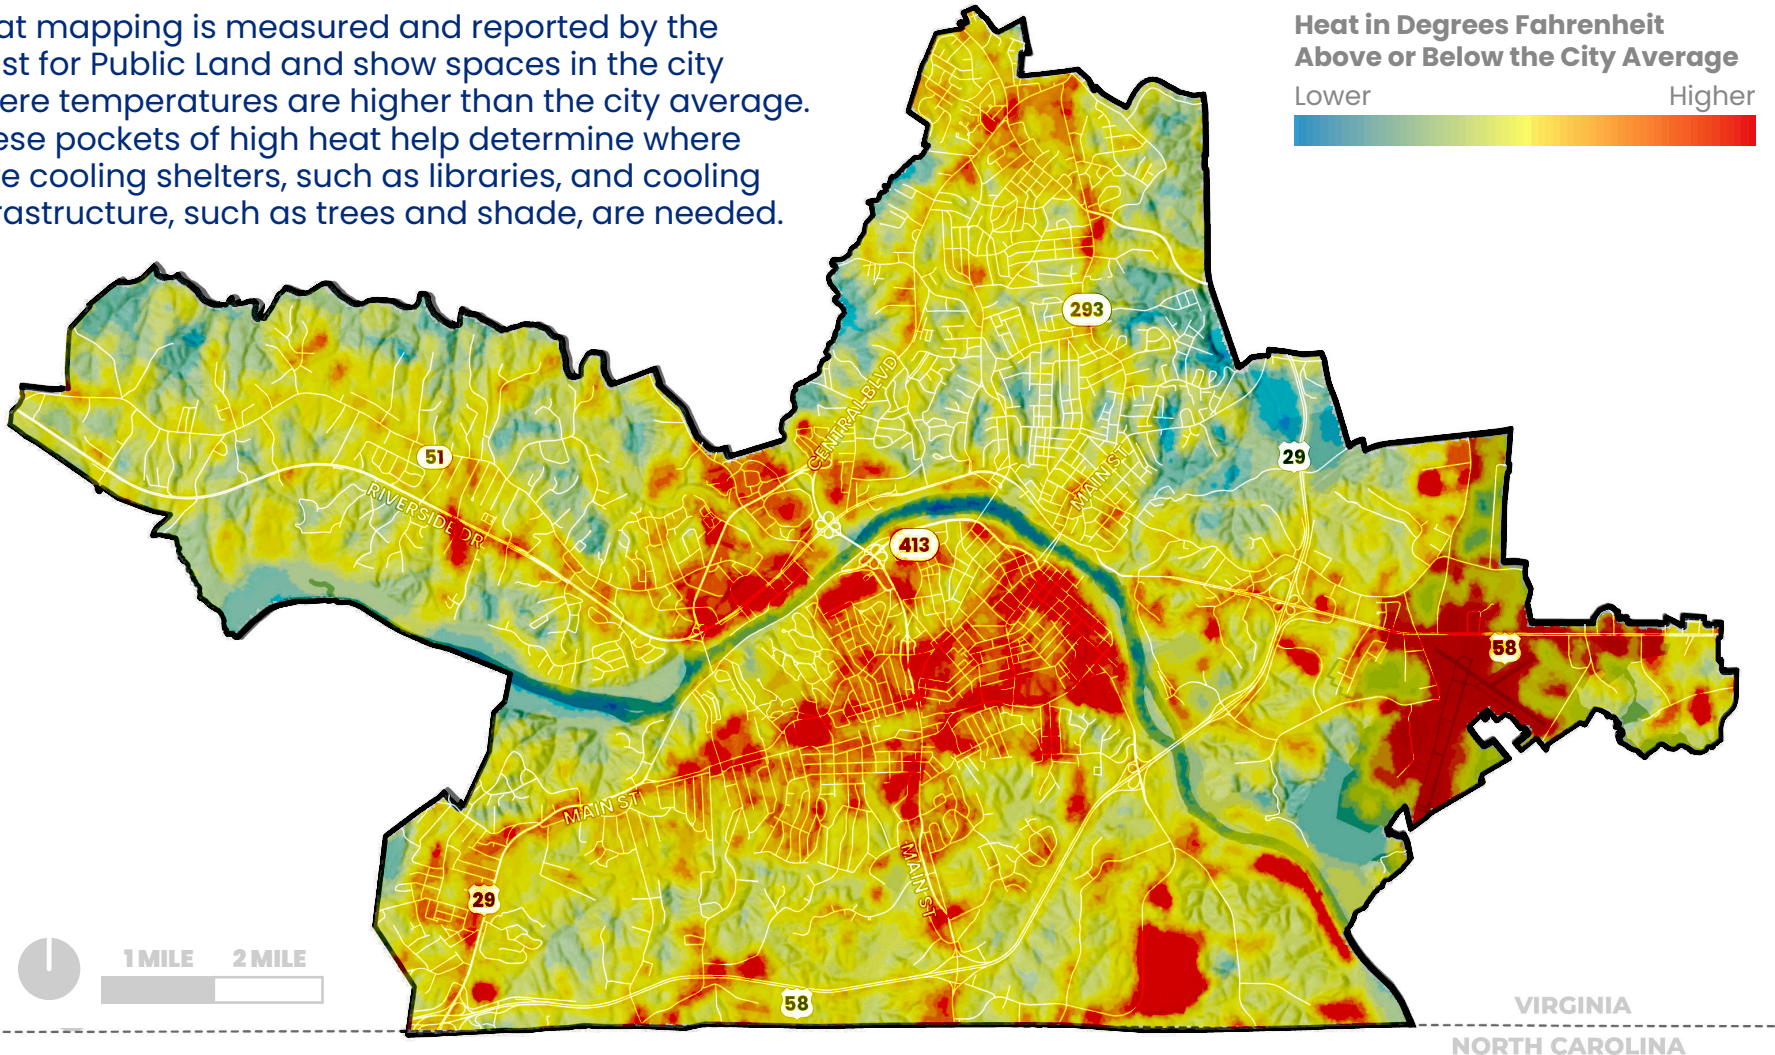 at mapping is measured and reported by the
st for Public Land and show spaces in the city
ere temperatures are higher than the city average.
ese pockets of high heat help determine where
e cooling shelters, such as libraries, and cooling
rastructure, such as trees and shade, are needed.
Heat in Degrees Fahrenheit
Above or Below the City Average
Lower Higher
293
CENTRAL BLVD
51
29
MAIN ST
RIVERSIDE DR
413
58
MAIN ST
MAIN ST
29
1 MILE 2 MILE
58
VIRGINIA
NORTH CAROLINA